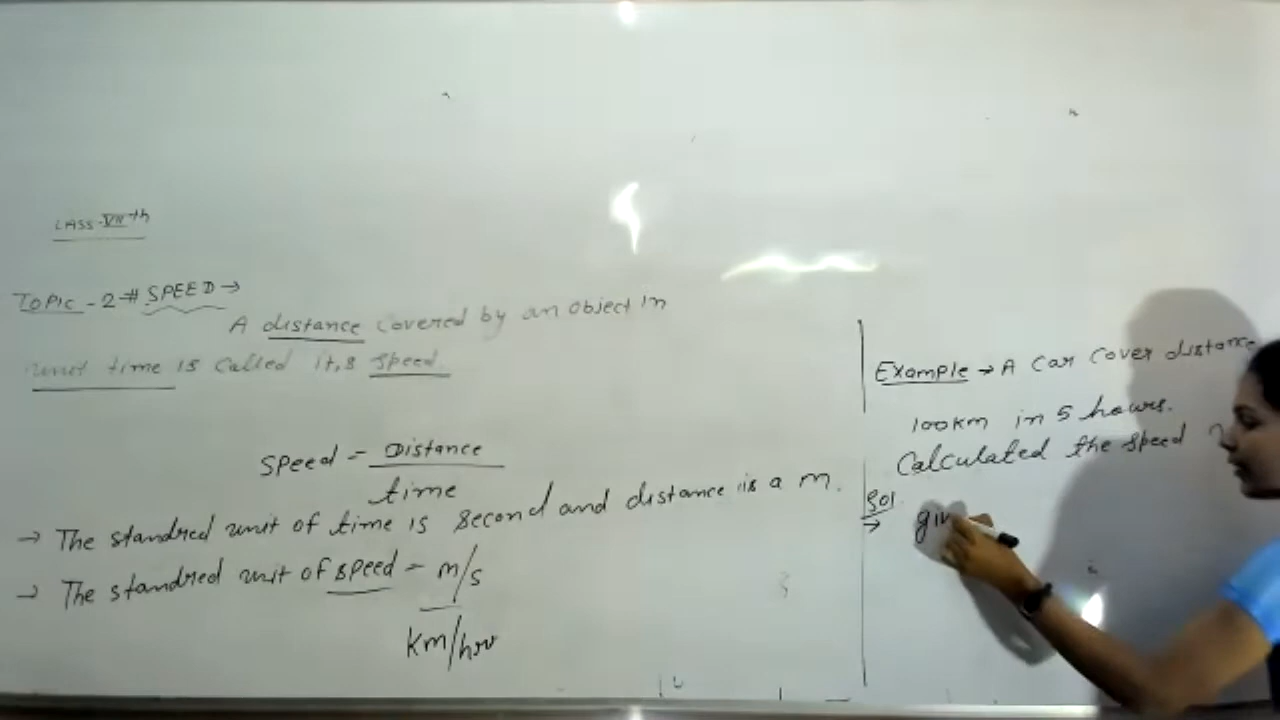 LASS-VII th
TOPIC - 2 # SPEED →
A distance covered by an object in
unit time is called it,s speed
Speed = Distance
time
→ The standred unit of time is second and distance is a m.
→ The standred unit of speed = m/s
km/hr
Example → A car cover distance
100km in 5 hours.
Calculated the speed ?
Sol
→ giv